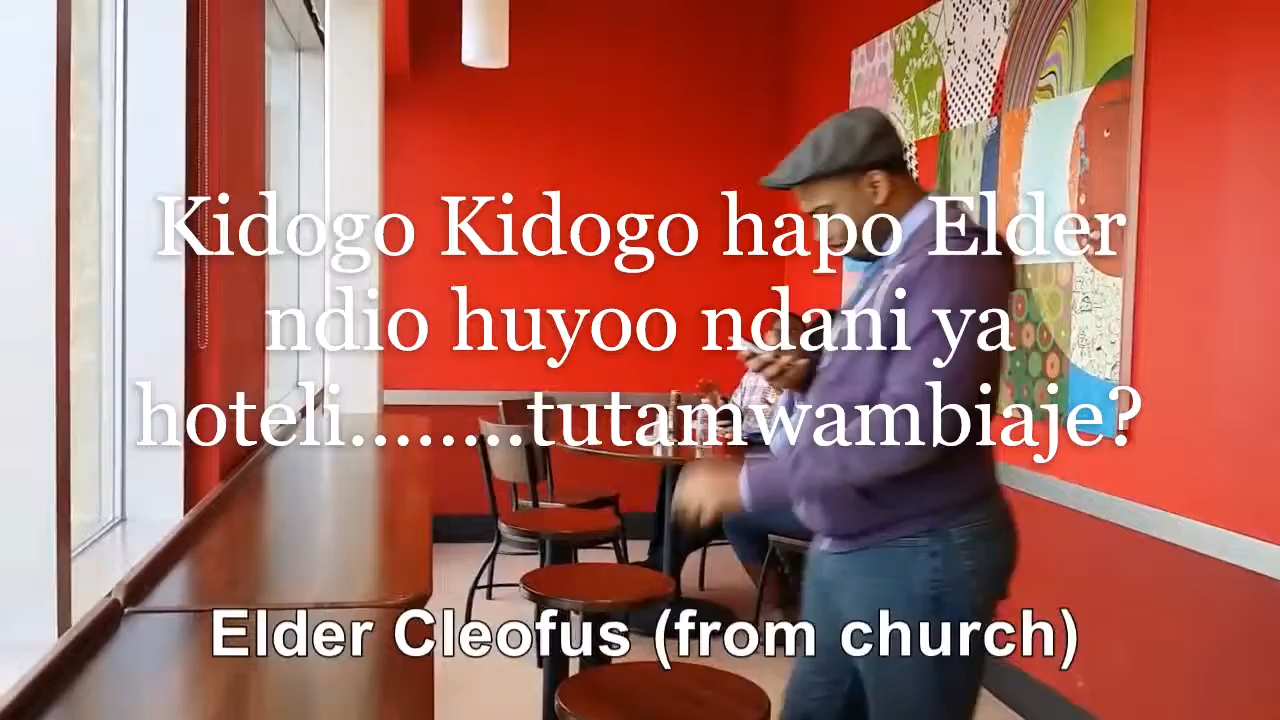 Kidogo Kidogo hapo Elder
ndio huyoo ndani ya
hoteli........tutamwambiaje?
Elder Cleofus (from church)